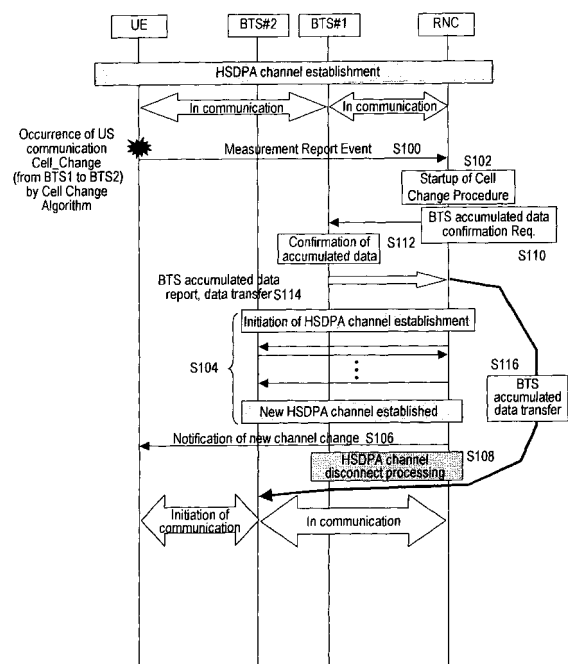 UE
BTS#2
BTS#1
RNC
HSDPA channel establishment
In communication
In communication
Occurrence of US
communication
Cell_Change
(from BTS1 to BTS2)
by Cell Change
Algorithm
Measurement Report Event S100
S102
Startup of Cell
Change Procedure
BTS accumulated data
confirmation Req.
S110
Confirmation of
accumulated data
S112
BTS accumulated data
report, data transfer S114
Initiation of HSDPA channel establishment
S104
S116
BTS
accumulated
data transfer
New HSDPA channel established
Notification of new channel change S106
HSDPA channel
disconnect processing
S108
Initiation of
communication
In communication